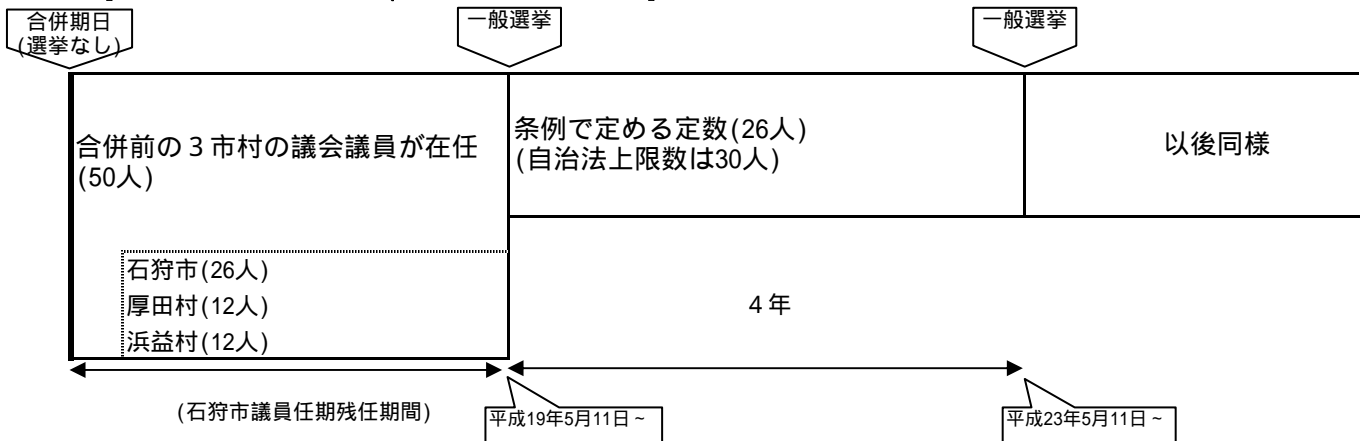 合併期日
(選挙なし)
一般選挙
一般選挙
合併前の３市村の議会議員が在任
(50人)
条例で定める定数(26人)
(自治法上限数は30人)
以後同様
石狩市(26人)
厚田村(12人)
浜益村(12人)
４年
(石狩市議員任期残任期間)
平成19年5月11日～
平成23年5月11日～